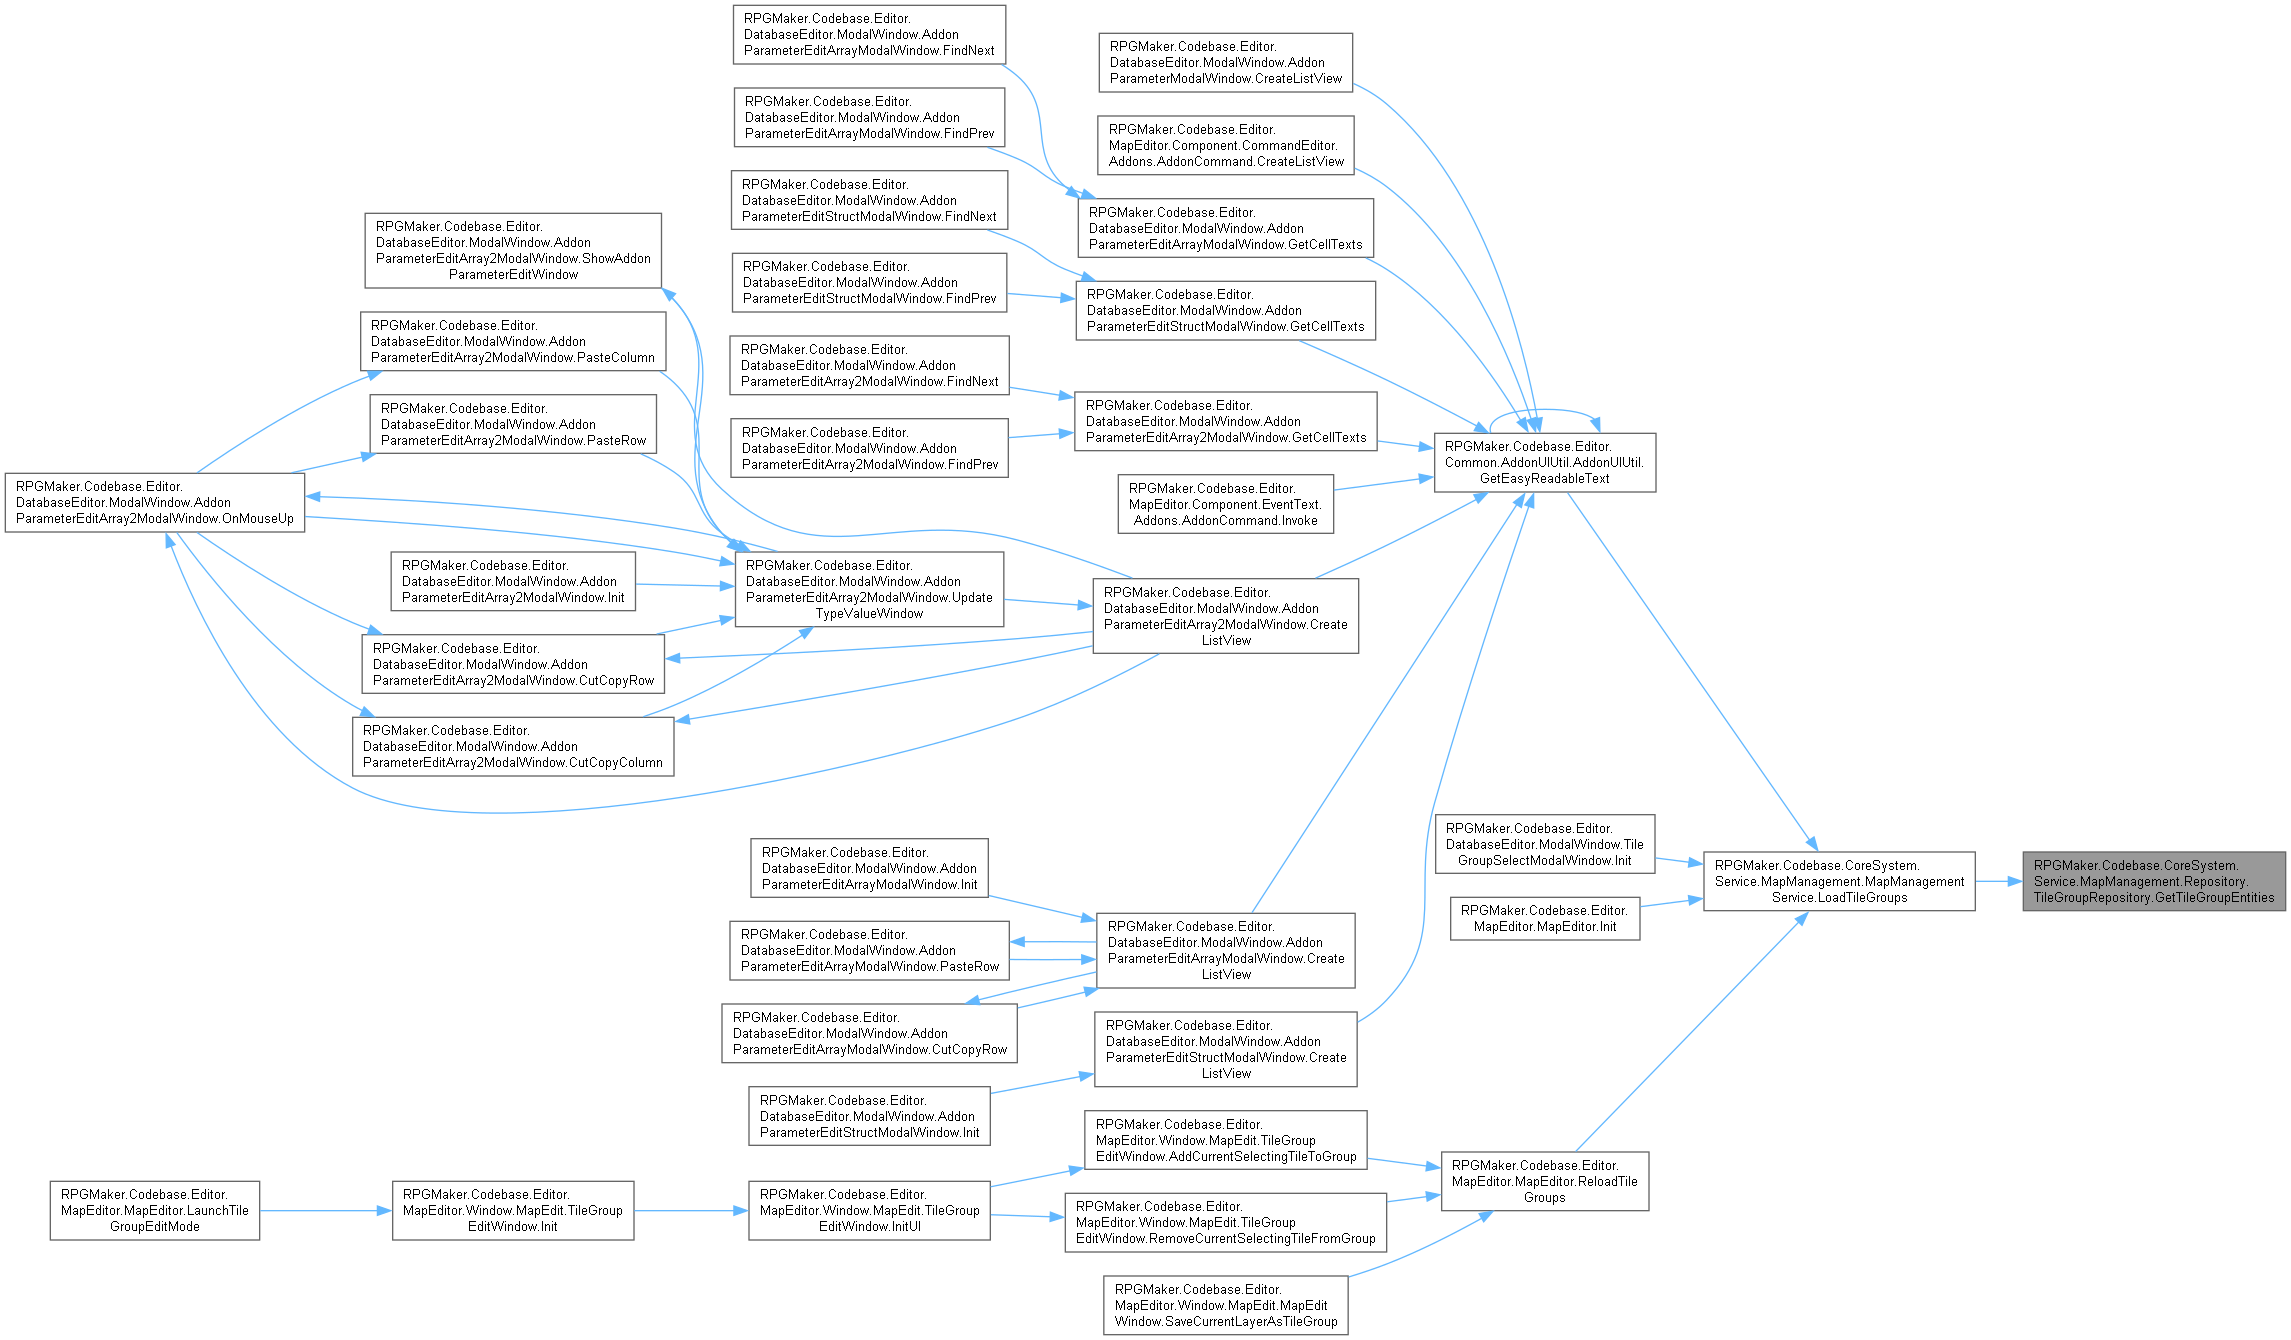 RPGMaker.Codebase.Editor.
DatabaseEditor.ModalWindow.Addon
ParameterEditArrayModalWindow.FindNext
RPGMaker.Codebase.Editor.
DatabaseEditor.ModalWindow.Addon
ParameterModalWindow.CreateListView
RPGMaker.Codebase.Editor.
DatabaseEditor.ModalWindow.Addon
ParameterEditArrayModalWindow.FindPrev
RPGMaker.Codebase.Editor.
MapEditor.Component.CommandEditor.
Addons.AddonCommand.CreateListView
RPGMaker.Codebase.Editor.
DatabaseEditor.ModalWindow.Addon
ParameterEditStructModalWindow.FindNext
RPGMaker.Codebase.Editor.
DatabaseEditor.ModalWindow.Addon
ParameterEditArrayModalWindow.GetCellTexts
RPGMaker.Codebase.Editor.
DatabaseEditor.ModalWindow.Addon
ParameterEditArray2ModalWindow.ShowAddon
ParameterEditWindow
RPGMaker.Codebase.Editor.
DatabaseEditor.ModalWindow.Addon
ParameterEditStructModalWindow.FindPrev
RPGMaker.Codebase.Editor.
DatabaseEditor.ModalWindow.Addon
ParameterEditStructModalWindow.GetCellTexts
RPGMaker.Codebase.Editor.
DatabaseEditor.ModalWindow.Addon
ParameterEditArray2ModalWindow.PasteColumn
RPGMaker.Codebase.Editor.
DatabaseEditor.ModalWindow.Addon
ParameterEditArray2ModalWindow.FindNext
RPGMaker.Codebase.Editor.
DatabaseEditor.ModalWindow.Addon
ParameterEditArray2ModalWindow.PasteRow
RPGMaker.Codebase.Editor.
DatabaseEditor.ModalWindow.Addon
ParameterEditArray2ModalWindow.FindPrev
RPGMaker.Codebase.Editor.
DatabaseEditor.ModalWindow.Addon
ParameterEditArray2ModalWindow.GetCellTexts
RPGMaker.Codebase.Editor.
Common.AddonUIUtil.AddonUIUtil.
GetEasyReadableText
RPGMaker.Codebase.Editor.
DatabaseEditor.ModalWindow.Addon
ParameterEditArray2ModalWindow.OnMouseUp
RPGMaker.Codebase.Editor.
MapEditor.Component.EventText.
Addons.AddonCommand.Invoke
RPGMaker.Codebase.Editor.
DatabaseEditor.ModalWindow.Addon
ParameterEditArray2ModalWindow.Init
RPGMaker.Codebase.Editor.
DatabaseEditor.ModalWindow.Addon
ParameterEditArray2ModalWindow.Update
TypeValueWindow
RPGMaker.Codebase.Editor.
DatabaseEditor.ModalWindow.Addon
ParameterEditArray2ModalWindow.Create
ListView
RPGMaker.Codebase.Editor.
DatabaseEditor.ModalWindow.Addon
ParameterEditArray2ModalWindow.CutCopyRow
RPGMaker.Codebase.Editor.
DatabaseEditor.ModalWindow.Addon
ParameterEditArray2ModalWindow.CutCopyColumn
RPGMaker.Codebase.Editor.
DatabaseEditor.ModalWindow.Addon
ParameterEditArrayModalWindow.Init
RPGMaker.Codebase.Editor.
DatabaseEditor.ModalWindow.Tile
GroupSelectModalWindow.Init
RPGMaker.Codebase.CoreSystem.
Service.MapManagement.MapManagement
Service.LoadTileGroups
RPGMaker.Codebase.CoreSystem.
Service.MapManagement.Repository.
TileGroupRepository.GetTileGroupEntities
RPGMaker.Codebase.Editor.
MapEditor.MapEditor.Init
RPGMaker.Codebase.Editor.
DatabaseEditor.ModalWindow.Addon
ParameterEditArrayModalWindow.PasteRow
RPGMaker.Codebase.Editor.
DatabaseEditor.ModalWindow.Addon
ParameterEditArrayModalWindow.Create
ListView
RPGMaker.Codebase.Editor.
DatabaseEditor.ModalWindow.Addon
ParameterEditArrayModalWindow.CutCopyRow
RPGMaker.Codebase.Editor.
DatabaseEditor.ModalWindow.Addon
ParameterEditStructModalWindow.Create
ListView
RPGMaker.Codebase.Editor.
DatabaseEditor.ModalWindow.Addon
ParameterEditStructModalWindow.Init
RPGMaker.Codebase.Editor.
MapEditor.Window.MapEdit.TileGroup
EditWindow.AddCurrentSelectingTileToGroup
RPGMaker.Codebase.Editor.
MapEditor.MapEditor.ReloadTile
Groups
RPGMaker.Codebase.Editor.
MapEditor.MapEditor.LaunchTile
GroupEditMode
RPGMaker.Codebase.Editor.
MapEditor.Window.MapEdit.TileGroup
EditWindow.Init
RPGMaker.Codebase.Editor.
MapEditor.Window.MapEdit.TileGroup
EditWindow.InitUI
RPGMaker.Codebase.Editor.
MapEditor.Window.MapEdit.TileGroup
EditWindow.RemoveCurrentSelectingTileFromGroup
RPGMaker.Codebase.Editor.
MapEditor.Window.MapEdit.MapEdit
Window.SaveCurrentLayerAsTileGroup